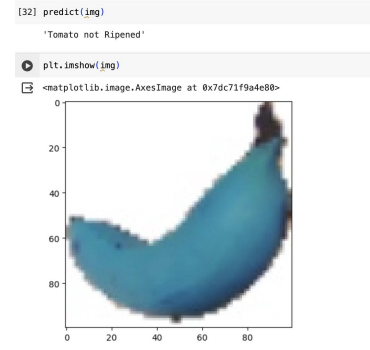 [32] predict(img)
'Tomato not Ripened'
plt.imshow(img)
<matplotlib.image.AxesImage at 0x7dc71f9a4e80>
0
20
40
60
80
0 20 40 60 80